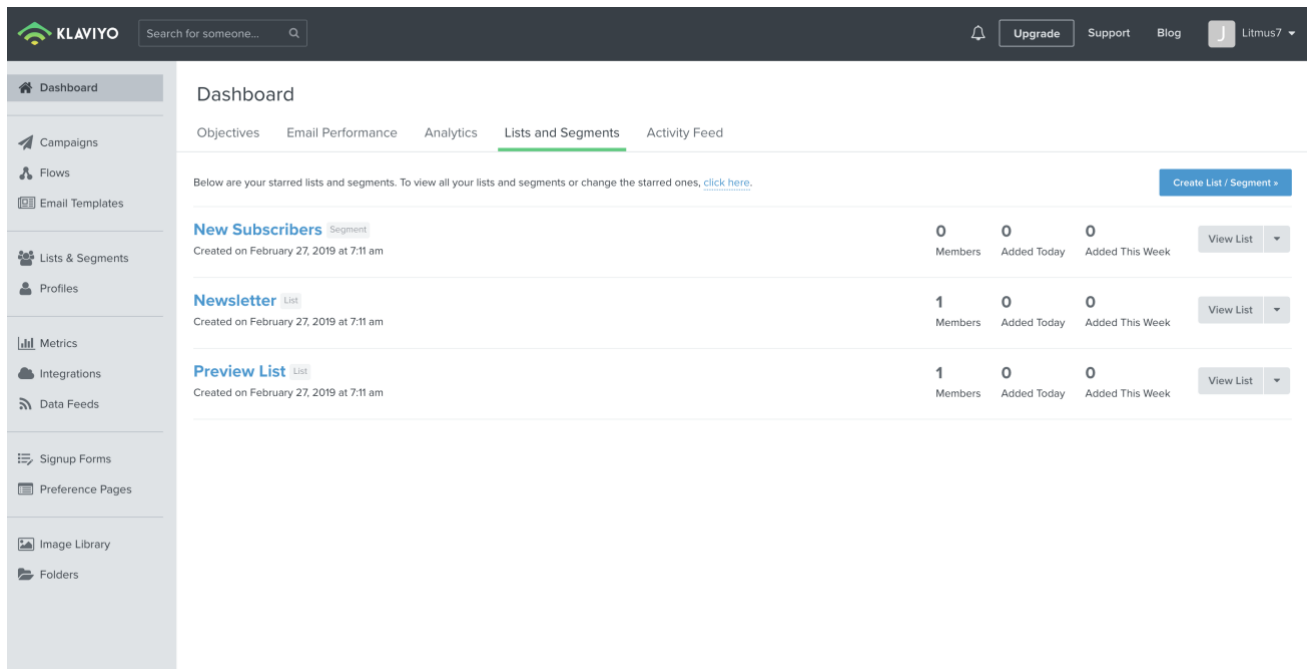 KLAVIYO
Search for someone...
Upgrade
Support
Blog
J
Litmus7
Dashboard
Campaigns
Flows
Email Templates
Lists & Segments
Profiles
Metrics
Integrations
Data Feeds
Signup Forms
Preference Pages
Image Library
Folders
Dashboard
Objectives Email Performance Analytics Lists and Segments Activity Feed
Below are your starred lists and segments. To view all your lists and segments or change the starred ones, click here.
Create List / Segment »
New Subscribers Segment
Created on February 27, 2019 at 7:11 am
0 0 0
Members Added Today Added This Week
View List
Newsletter List
Created on February 27, 2019 at 7:11 am
1 0 0
Members Added Today Added This Week
View List
Preview List List
Created on February 27, 2019 at 7:11 am
1 0 0
Members Added Today Added This Week
View List